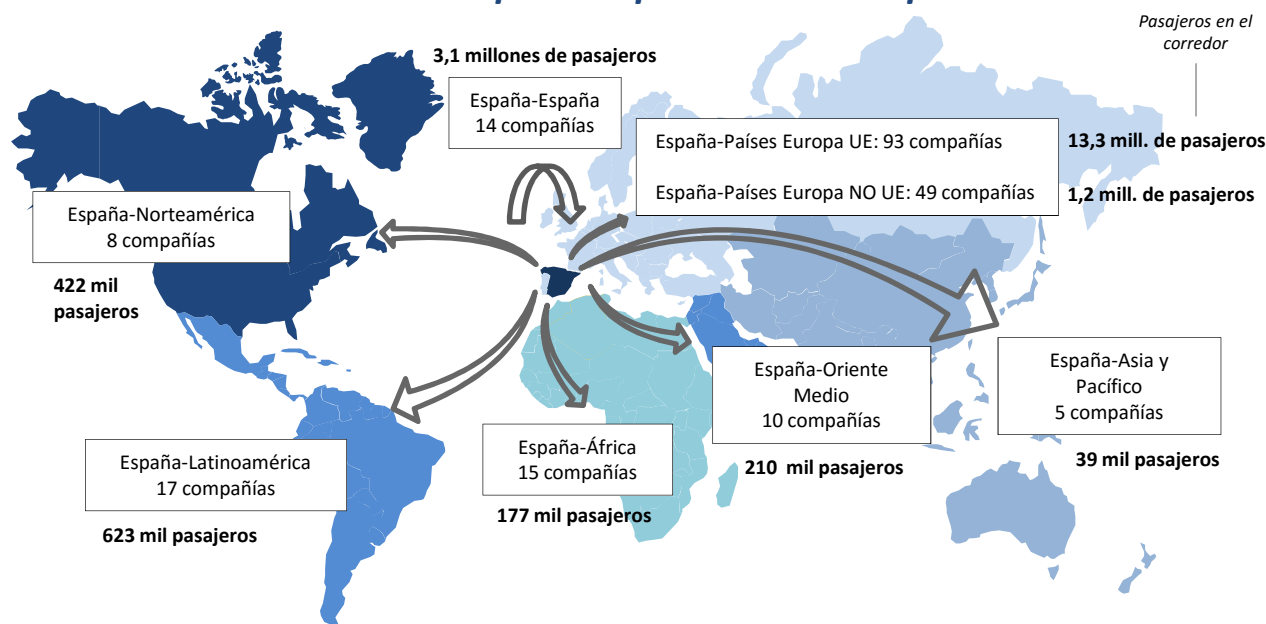 Pasajeros en el
corredor
3,1 millones de pasajeros
España-España
14 compañías
España-Países Europa UE: 93 compañías
13,3 mill. de pasajeros
España-Países Europa NO UE: 49 compañías
1,2 mill. de pasajeros
España-Norteamérica
8 compañías
422 mil
pasajeros
España-Oriente
Medio
10 compañías
210 mil pasajeros
España-Asia y
Pacífico
5 compañías
39 mil pasajeros
España-Latinoamérica
17 compañías
623 mil pasajeros
España-África
15 compañías
177 mil pasajeros